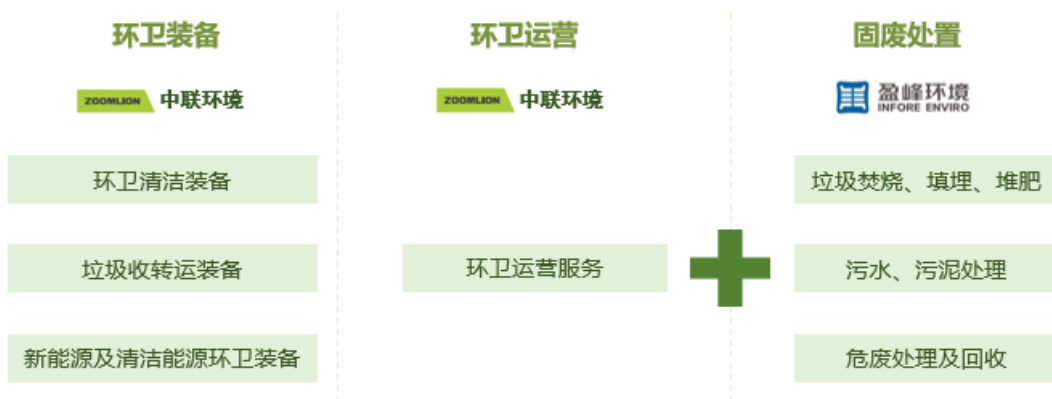 环卫装备
环卫运营
固废处置
ZOOMLION 中联环境
ZOOMLION 中联环境
盈峰环境
INFORE ENVIRO
环卫清洁装备
垃圾焚烧、填埋、堆肥
垃圾收转运装备
环卫运营服务
污水、污泥处理
新能源及清洁能源环卫装备
危废处理及回收